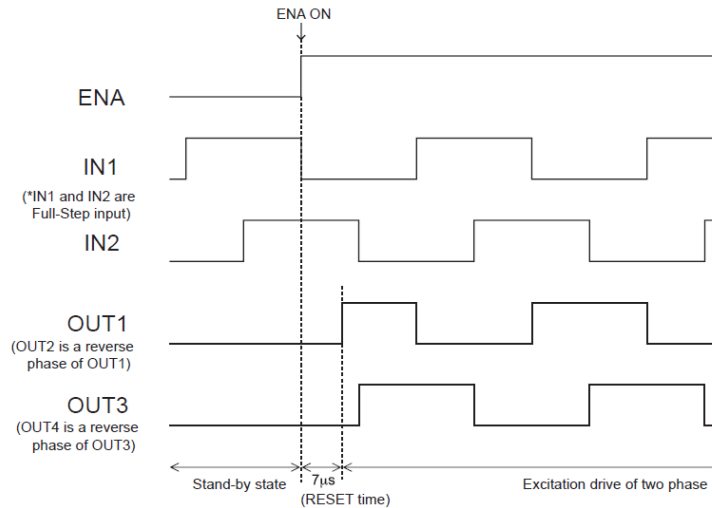 ENA ON
ENA
IN1
(*IN1 and IN2 are
Full-Step input)
IN2
OUT1
(OUT2 is a reverse
phase of OUT1)
OUT3
(OUT4 is a reverse
phase of OUT3)
Stand-by state
7μs
(RESET time)
Excitation drive of two phase